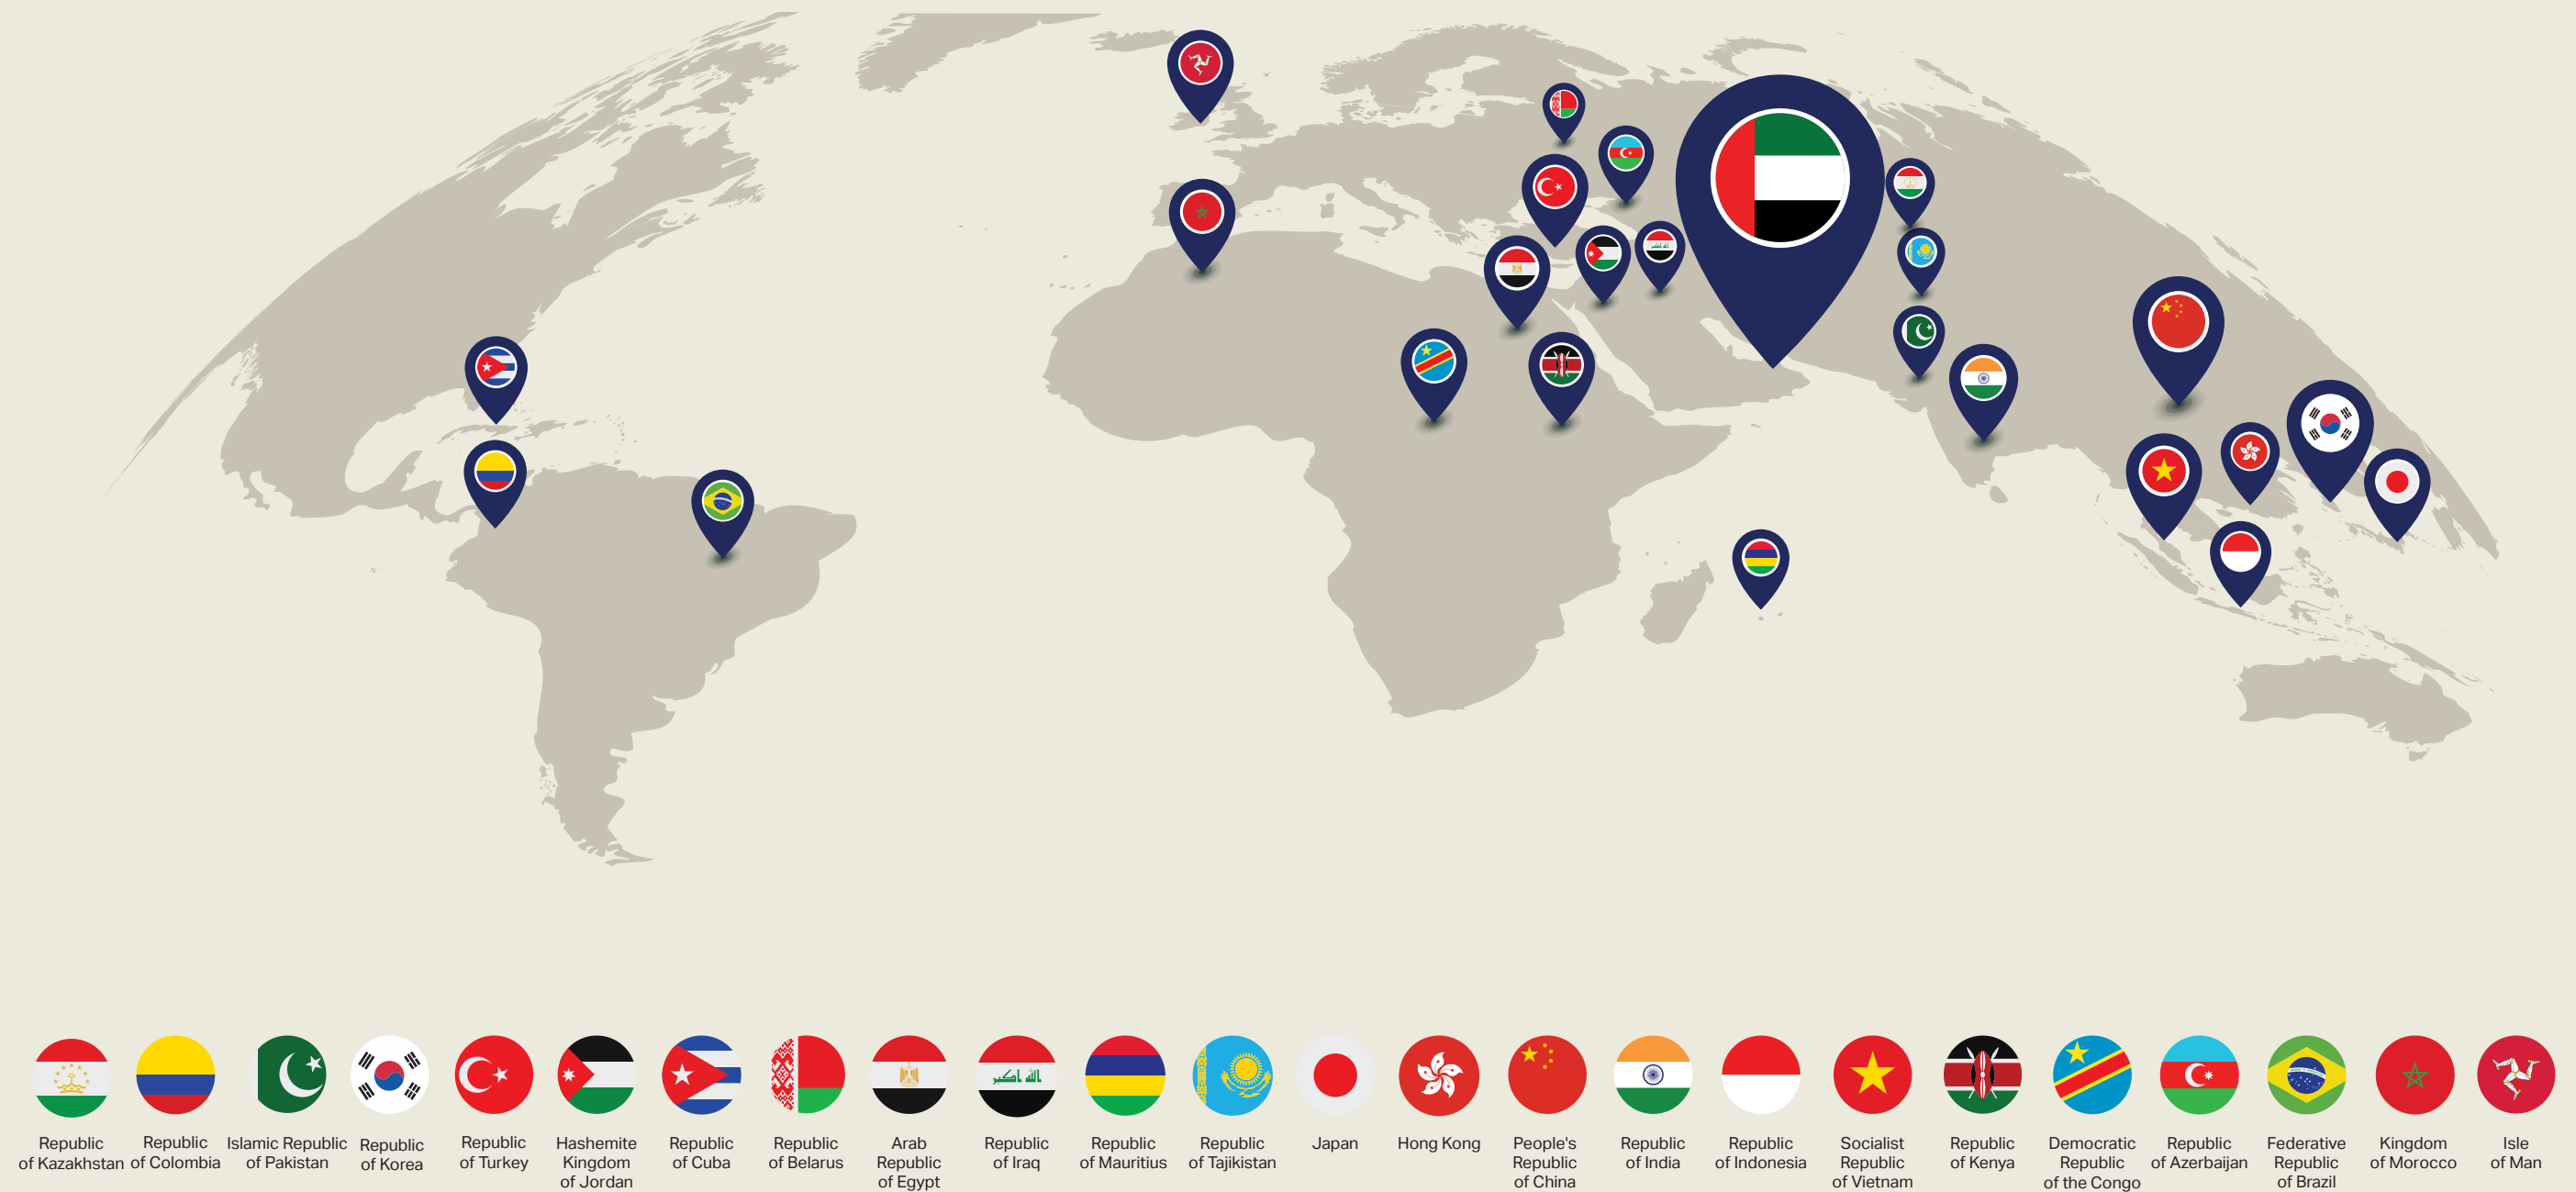 Republic
of Kazakhstan
Republic
of Colombia
Islamic Republic
of Pakistan
Republic
of Korea
Republic
of Turkey
Hashemite
Kingdom
of Jordan
Republic
of Cuba
Republic
of Belarus
Arab
Republic
of Egypt
Republic
of Iraq
Republic
of Mauritius
Republic
of Tajikistan
Japan
Hong Kong
People's
Republic
of China
Republic
of India
Republic
of Indonesia
Socialist
Republic
of Vietnam
Republic
of Kenya
Democratic
Republic
of the Congo
Republic
of Azerbaijan
Federative
Republic
of Brazil
Kingdom
of Morocco
Isle
of Man